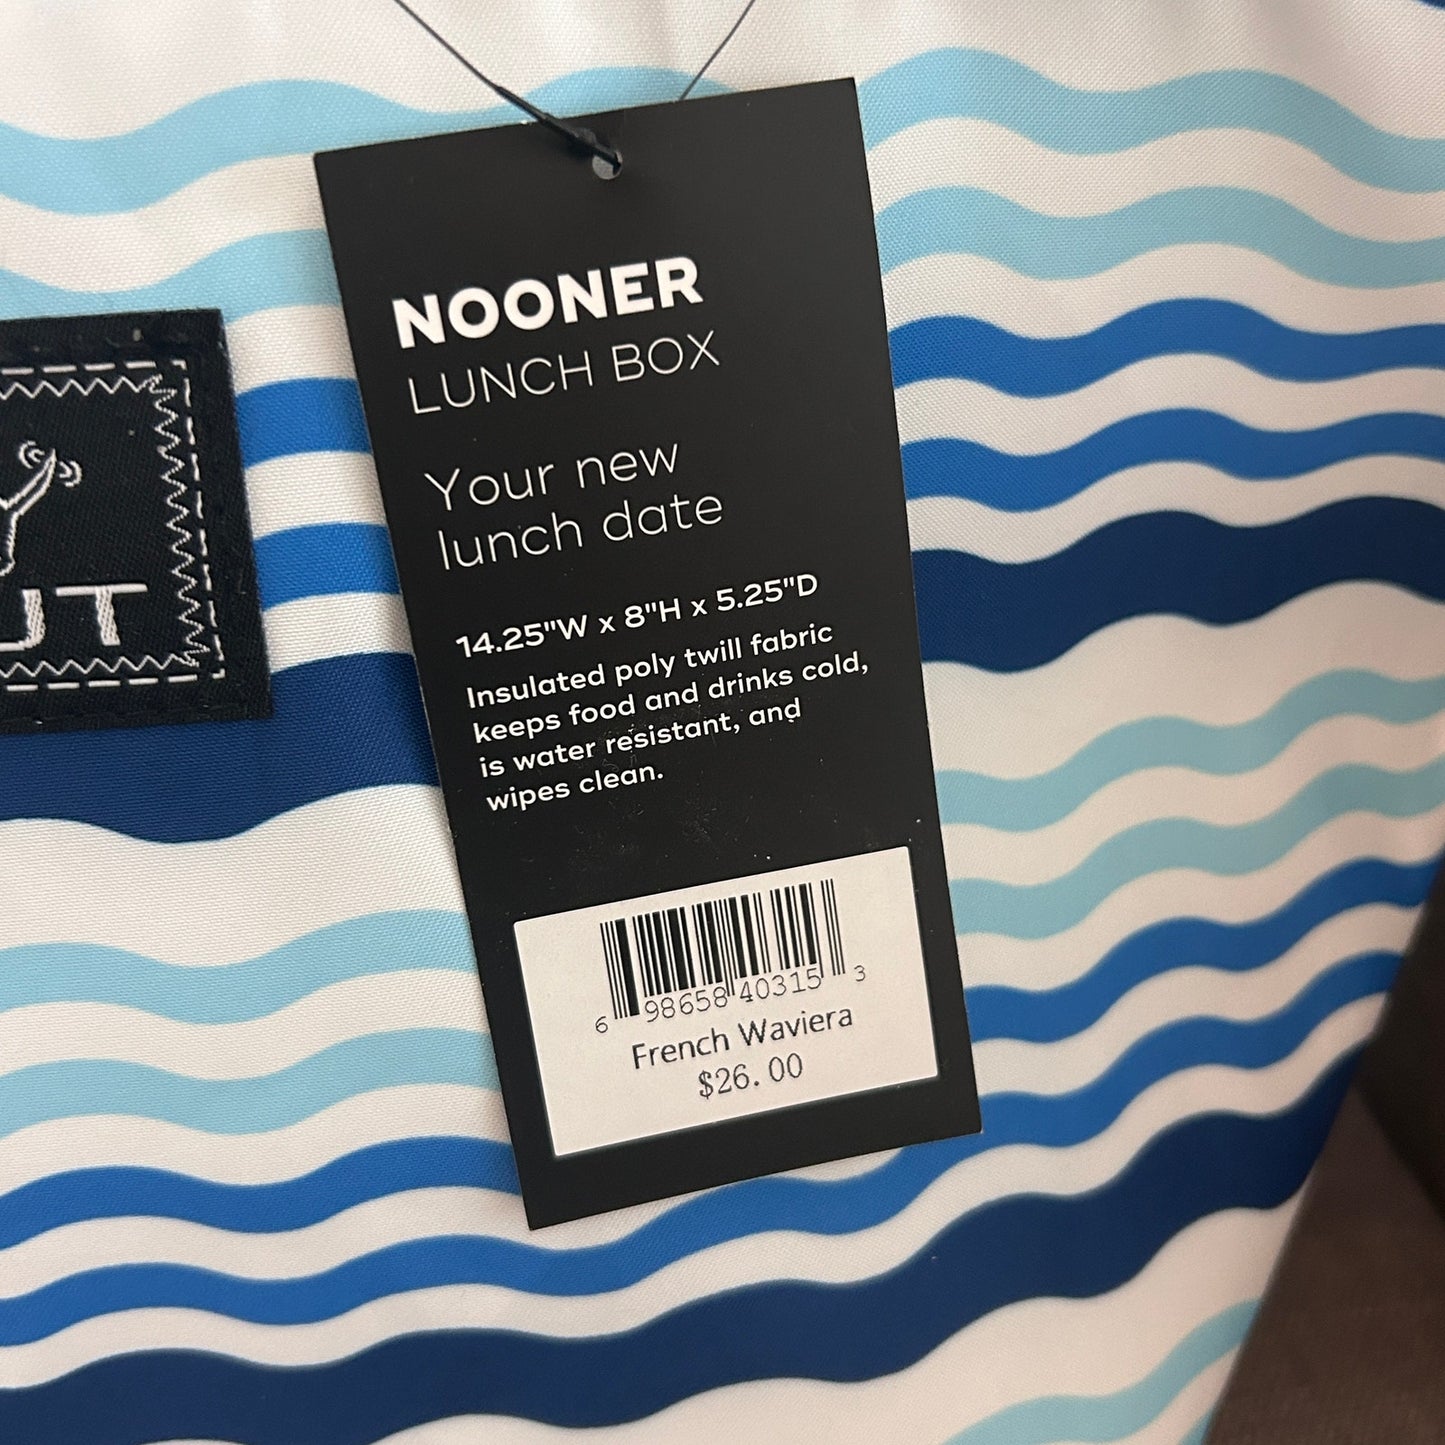 NOONER
LUNCH BOX
Your new
lunch date
14.25"W x 8"H x 5.25"D
Insulated poly twill fabric
keeps food and drinks cold,
is water resistant, and
wipes clean.
6 98658 40315 3
French Waviera
$26.00
UT